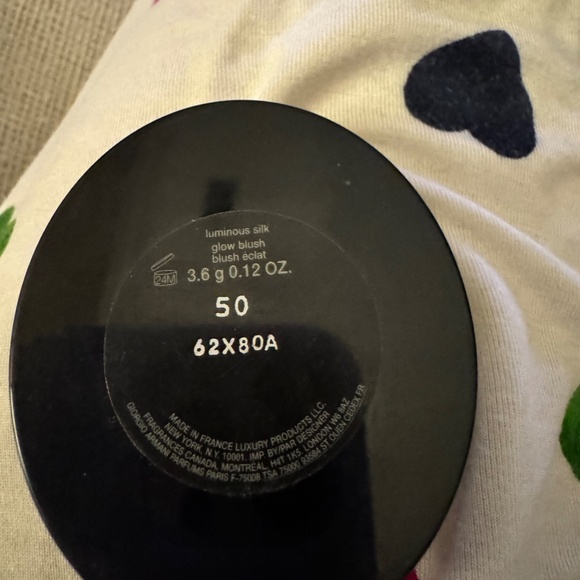 luminous silk
glow blush
blush éclat
24M
3.6 g 0.12 OZ.
50
62X80A
MADE IN FRANCE LUXURY PRODUCTS LLC.
NEW YORK, N.Y. 10001. IMP. BY/PAR DESIGNER
FRAGRANCES CANADA, MONTREAL H1T 1K5. LONDON W6 8AZ
GIORGIO ARMANI PARFUMS PARIS F-75008 TSA 75000, 93584 ST OUEN CEDEX FR